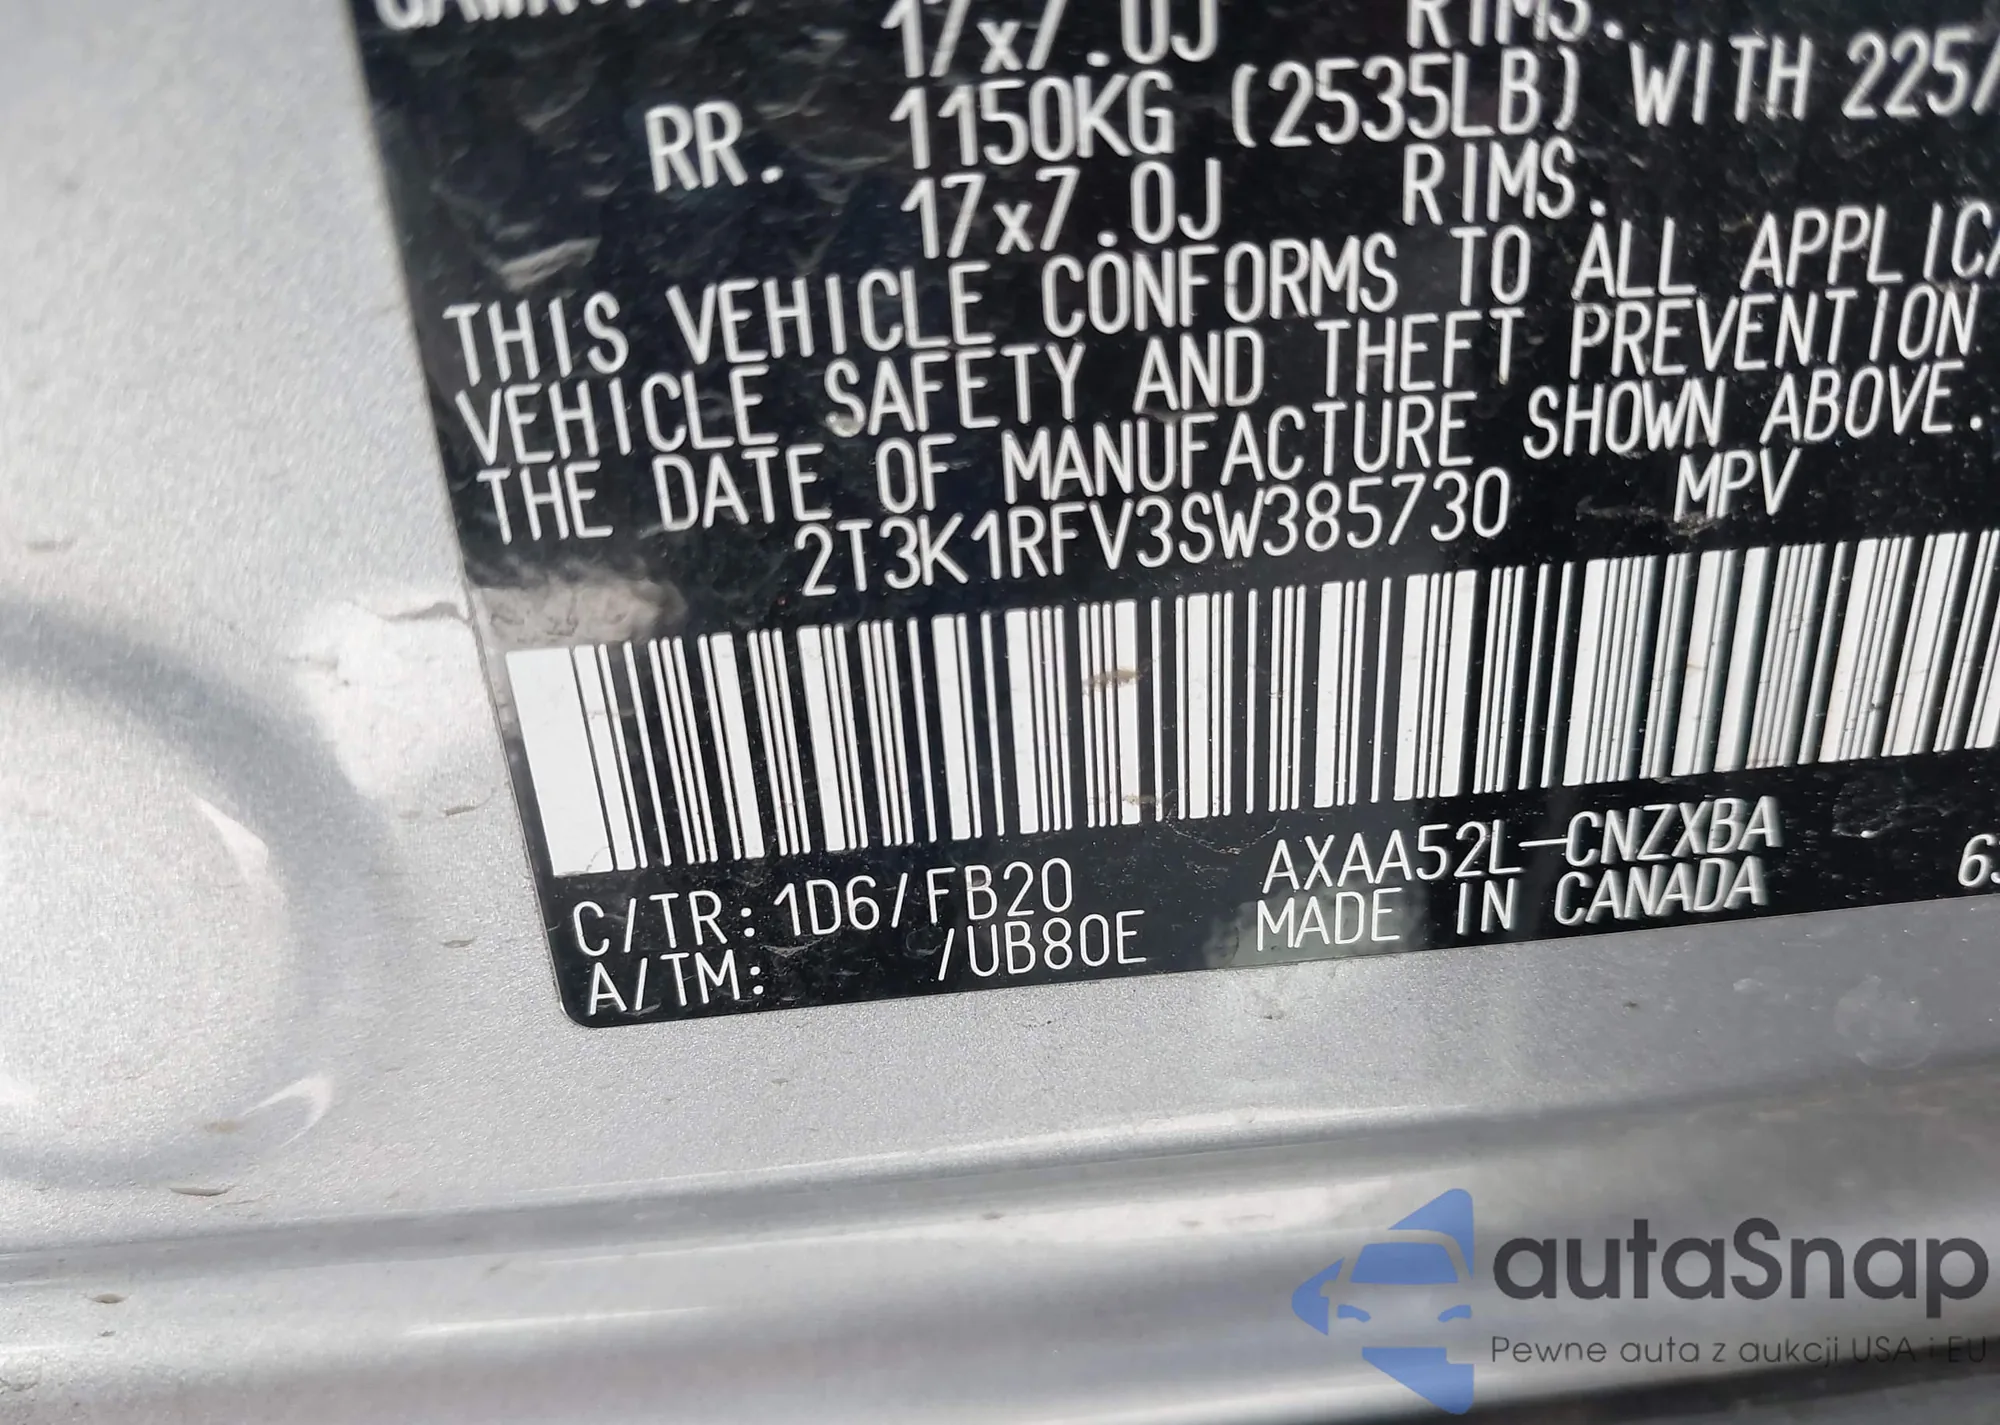 17x7.0J RIMS.
RR. 1150KG (2535LB) WITH 225/
17x7.0J RIMS.
THIS VEHICLE CONFORMS TO ALL
VEHICLE SAFETY AND THEFT PREVENTION
THE DATE OF MANUFACTURE SHOWN ABOVE.
2T3K1RFV3SW385730 MPV
C/TR: 1D6/FB20 AXAA52L-CNZXBA
A/TM: /UB80E MADE IN CANADA
autaSnap
Pewne auta z aukcji USA i EU